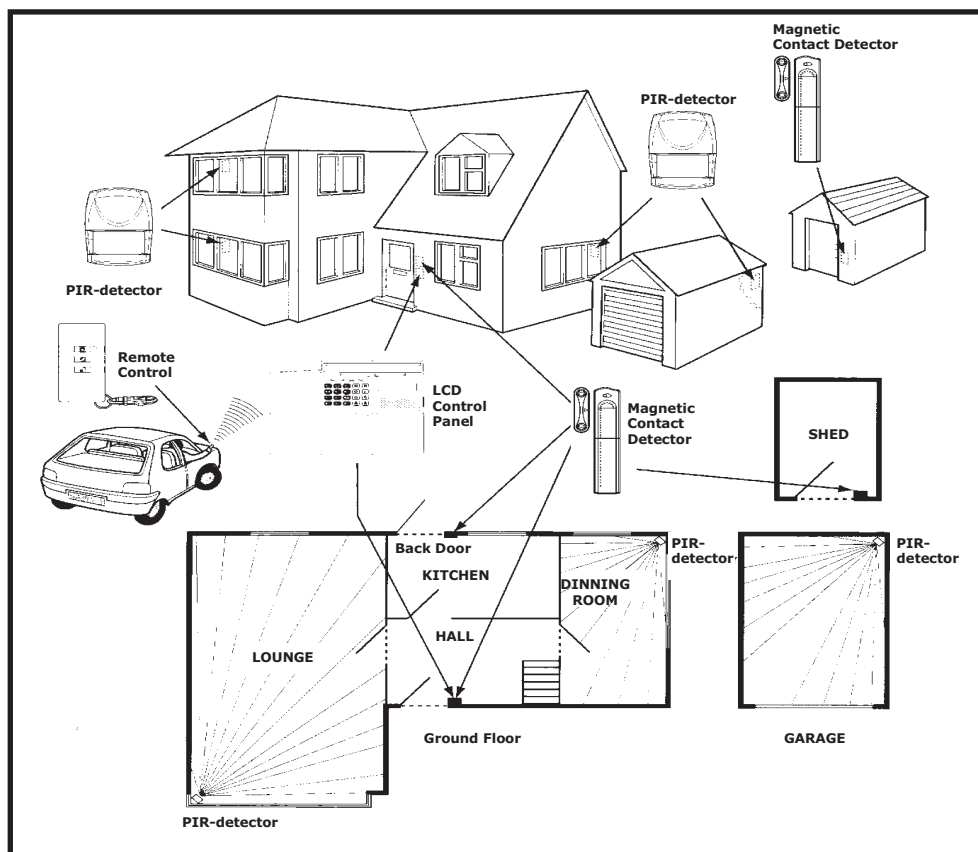 Magnetic
Contact Detector
PIR-detector
PIR-detector
Remote
Control
LCD
Control
Panel
Magnetic
Contact
Detector
SHED
Back Door
KITCHEN
DINNING
ROOM
PIR-
detector
PIR-
detector
HALL
LOUNGE
Ground Floor
GARAGE
PIR-detector